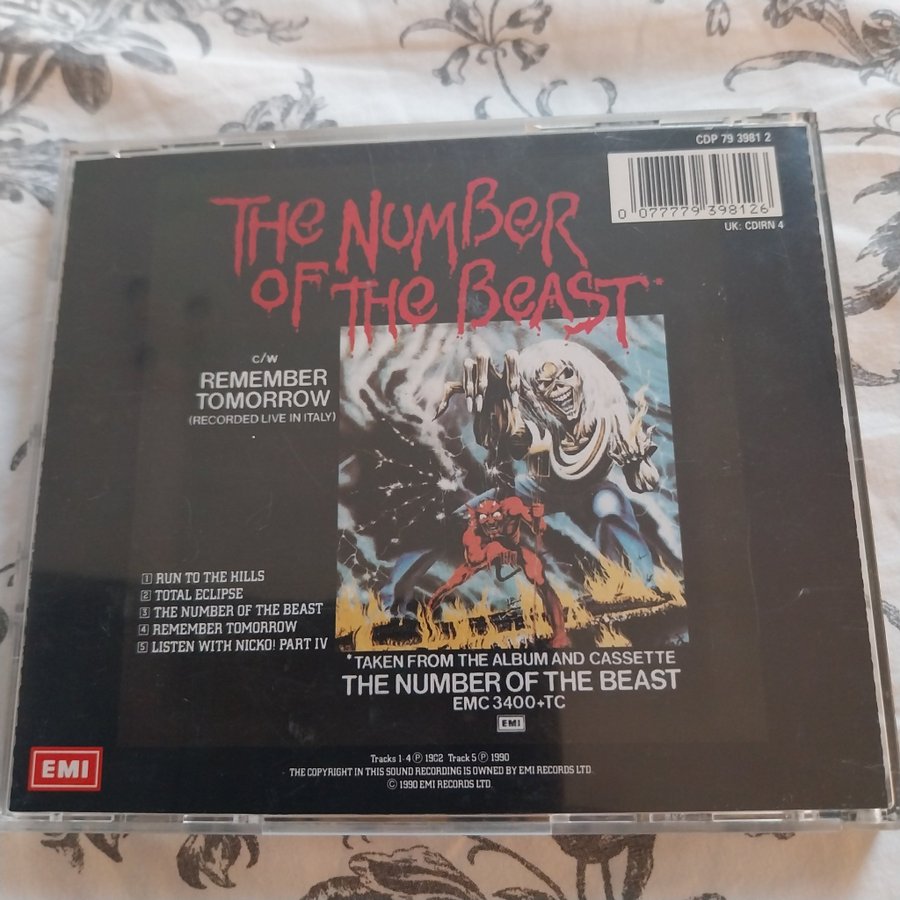 CDP 79 3981 2
0 077779 398126
UK: CDIRN 4
THE NUMBER
OF THE BEAST*
c/w
REMEMBER
TOMORROW
(RECORDED LIVE IN ITALY)
1 RUN TO THE HILLS
2 TOTAL ECLIPSE
3 THE NUMBER OF THE BEAST
4 REMEMBER TOMORROW
5 LISTEN WITH NICKO! PART IV
*TAKEN FROM THE ALBUM AND CASSETTE
THE NUMBER OF THE BEAST
EMC 3400+TC
EMI
EMI
Tracks 1-4 Ⓟ 1982 Track 5 Ⓟ 1990
THE COPYRIGHT IN THIS SOUND RECORDING IS OWNED BY EMI RECORDS LTD.
© 1990 EMI RECORDS LTD.